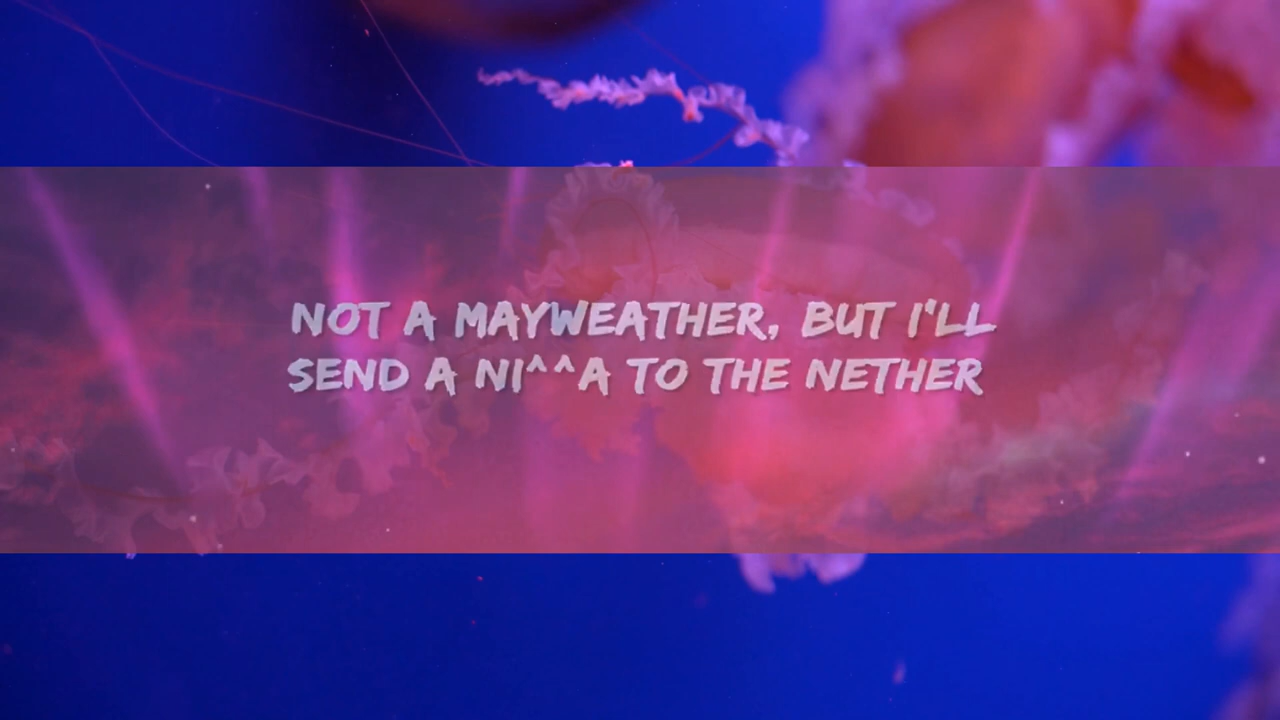 NOT A MAYWEATHER, BUT I'LL
SEND A NI^^A TO THE NETHER